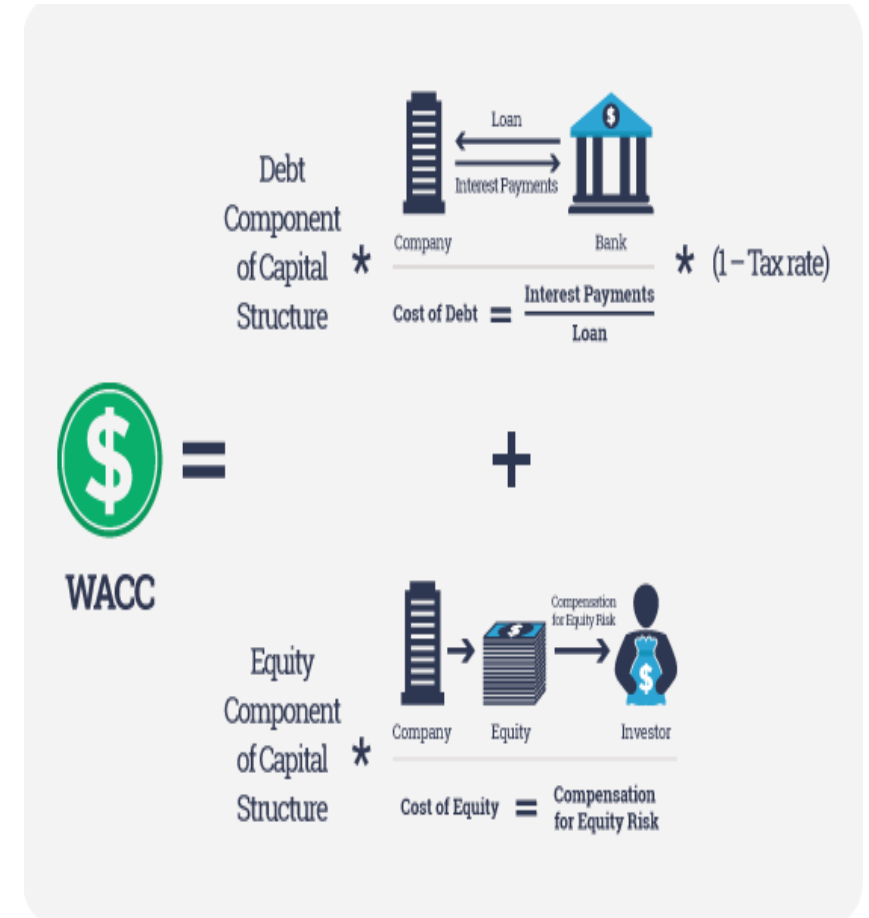 Loan
Interest Payments
Company
Bank
Debt
Component
of Capital
Structure
*
Cost of Debt = Interest Payments
Loan
* (1 – Tax rate)
$
WACC
=
+
Compensation
for Equity Risk
Company
Equity
Investor
Equity
Component
of Capital
Structure
*
Cost of Equity = Compensation
for Equity Risk